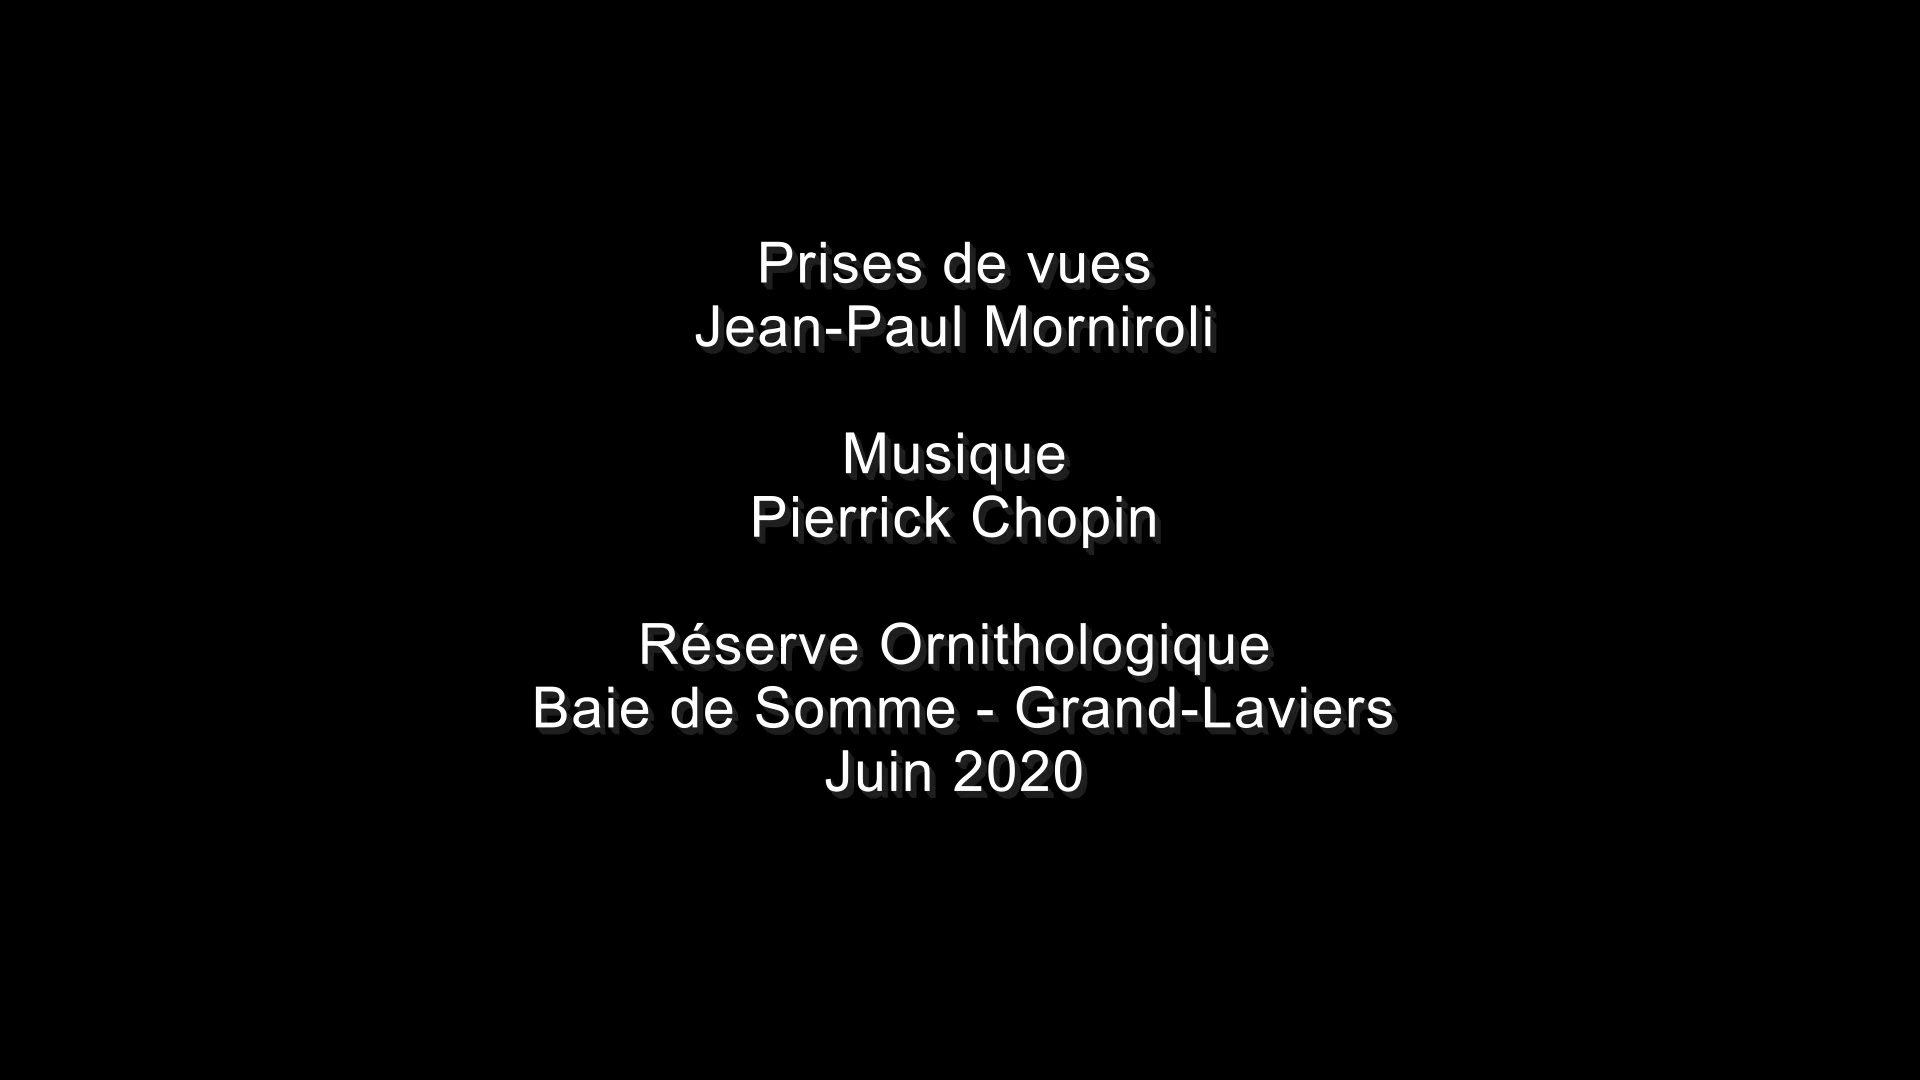 Prises de vues
Jean-Paul Morniroli
Musique
Pierrick Chopin
Réserve Ornithologique
Baie de Somme - Grand-Laviers
Juin 2020